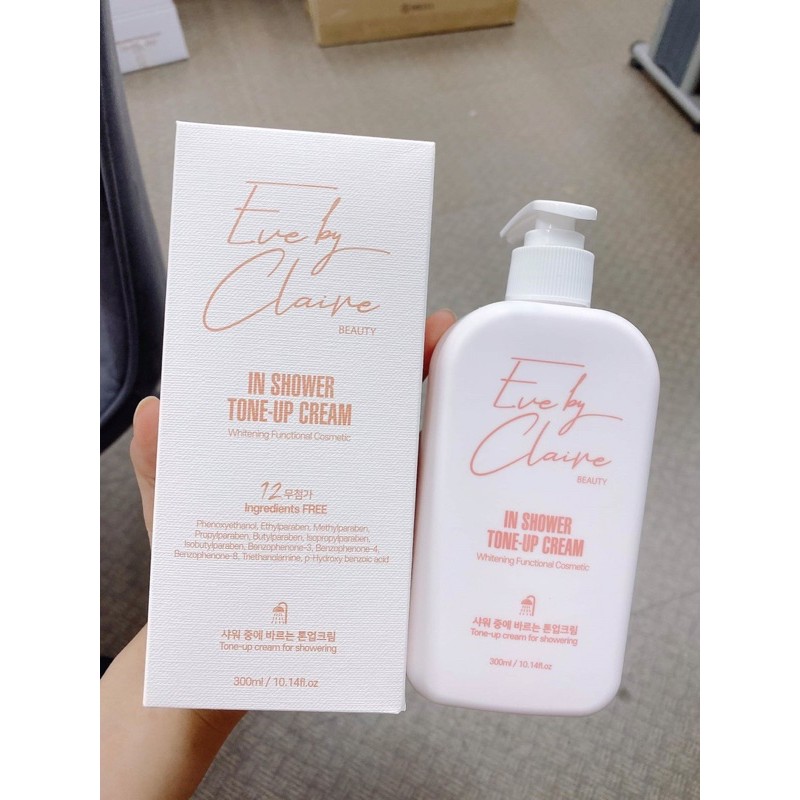 Eve by
Claire
BEAUTY
IN SHOWER
TONE-UP CREAM
Whitening Functional Cosmetic
12무첨가
Ingredients FREE
Phenoxyethanol, Ethylparaben, Methylparaben,
Propylparaben, Butylparaben, Isopropylparaben,
Isobutylparaben, Benzophenone-3, Benzophenone-4,
Benzophenone-8, Triethanolamine, p-Hydroxy benzoic acid
샤워 중에 바르는 톤업크림
Tone-up cream for showering
300ml / 10.14fl.oz
Eve by
Claire
BEAUTY
IN SHOWER
TONE-UP CREAM
Whitening Functional Cosmetic
샤워 중에 바르는 톤업크림
Tone-up cream for showering
300ml / 10.14fl.oz